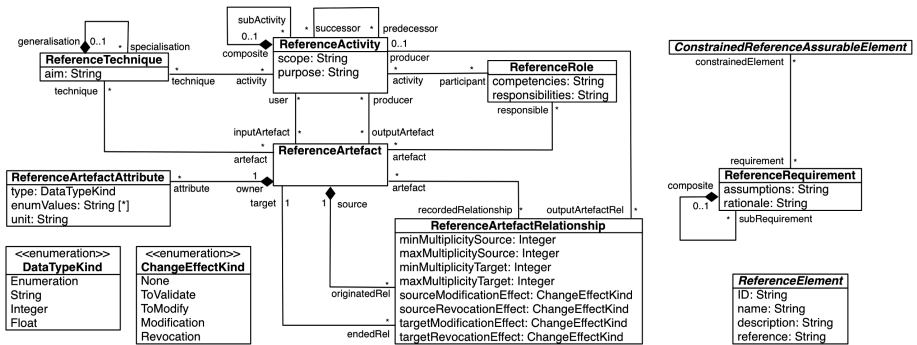 subActivity
successor
predecessor
generalisation
0..1
*
specialisation
0..1
composite
*
*
*
ReferenceActivity
scope: String
purpose: String
0..1
producer
ConstrainedReferenceAssurableElement
constrainedElement
*
ReferenceTechnique
aim: String
*
technique
*
activity
*
activity
*
participant
ReferenceRole
competencies: String
responsibilities: String
technique
*
user
*
*
producer
responsible
*
inputArtefact
*
*
outputArtefact
*
artefact
ReferenceArtefact
*
artefact
requirement
*
ReferenceRequirement
assumptions: String
rationale: String
composite
0..1
*
subRequirement
ReferenceArtefactAttribute
type: DataTypeKind
enumValues: String [*]
unit: String
*
attribute
1
owner
target
1
1
source
*
artefact
recordedRelationship
*
outputArtefactRel
*
ReferenceArtefactRelationship
minMultiplicitySource: Integer
maxMultiplicitySource: Integer
minMultiplicityTarget: Integer
maxMultiplicityTarget: Integer
sourceModificationEffect: ChangeEffectKind
sourceRevocationEffect: ChangeEffectKind
targetModificationEffect: ChangeEffectKind
targetRevocationEffect: ChangeEffectKind
*
originatedRel
*
endedRel
<<enumeration>>
DataTypeKind
Enumeration
String
Integer
Float
<<enumeration>>
ChangeEffectKind
None
ToValidate
ToModify
Modification
Revocation
ReferenceElement
ID: String
name: String
description: String
reference: String